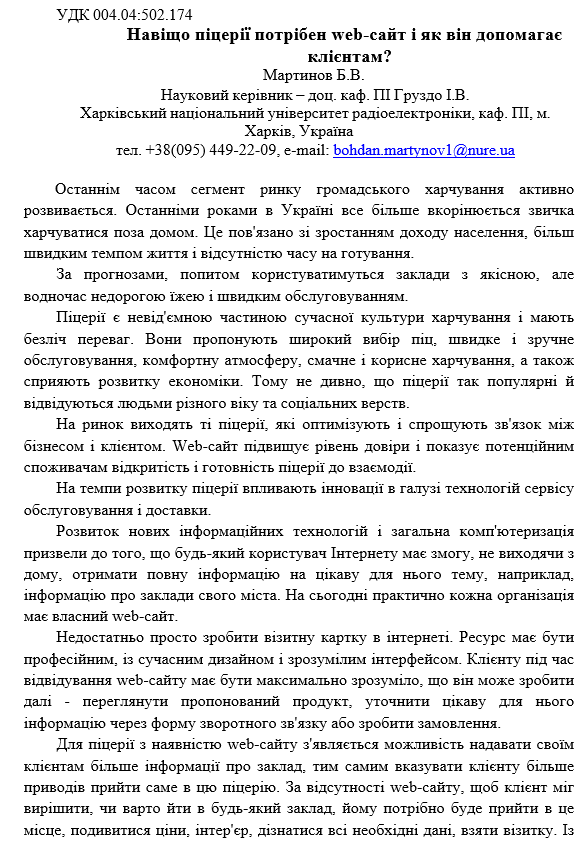 УДК 004.04:502.174
Навіщо піцерії потрібен web-сайт і як він допомагає
клієнтам?
Мартинов Б.В.
Науковий керівник – доц. каф. ПІ Груздо І.В.
Харківський національний університет радіоелектроніки, каф. ПІ, м.
Харків, Україна
тел. +38(095) 449-22-09, e-mail: bohdan.martynov1@nure.ua
Останнім часом сегмент ринку громадського харчування активно
розвивається. Останніми роками в Україні все більше вкорінюється звичка
харчуватися поза домом. Це пов'язано зі зростанням доходу населення, більш
швидким темпом життя і відсутністю часу на готування.
За прогнозами, попитом користуватимуться заклади з якісною, але
водночас недорогою їжею і швидким обслуговуванням.
Піцерії є невід'ємною частиною сучасної культури харчування і мають
безліч переваг. Вони пропонують широкий вибір піц, швидке і зручне
обслуговування, комфортну атмосферу, смачне і корисне харчування, а також
сприяють розвитку економіки. Тому не дивно, що піцерії так популярні й
відвідуються людьми різного віку та соціальних верств.
На ринок виходять ті піцерії, які оптимізують і спрощують зв'язок між
бізнесом і клієнтом. Web-сайт підвищує рівень довіри і показує потенційним
споживачам відкритість і готовність піцерії до взаємодії.
На темпи розвитку піцерії впливають інновації в галузі технологій сервісу
обслуговування і доставки.
Розвиток нових інформаційних технологій і загальна комп'ютеризація
призвели до того, що будь-який користувач Інтернету має змогу, не виходячи з
дому, отримати повну інформацію на цікаву для нього тему, наприклад,
інформацію про заклади свого міста. На сьогодні практично кожна організація
має власний web-сайт.
Недостатньо просто зробити візитну картку в інтернеті. Ресурс має бути
професійним, із сучасним дизайном і зрозумілим інтерфейсом. Клієнту під час
відвідування web-сайту має бути максимально зрозуміло, що він може зробити
далі - переглянути пропонований продукт, уточнити цікаву для нього
інформацію через форму зворотного зв'язку або зробити замовлення.
Для піцерії з наявністю web-сайту з'являється можливість надавати своїм
клієнтам більше інформації про заклад, тим самим вказувати клієнту більше
приводів прийти саме в цю піцерію. За відсутності web-сайту, щоб клієнт міг
вирішити, чи варто йти в будь-який заклад, йому потрібно буде прийти в це
місце, подивитися ціни, інтер'єр, дізнатися всі необхідні дані, взяти візитку. Із